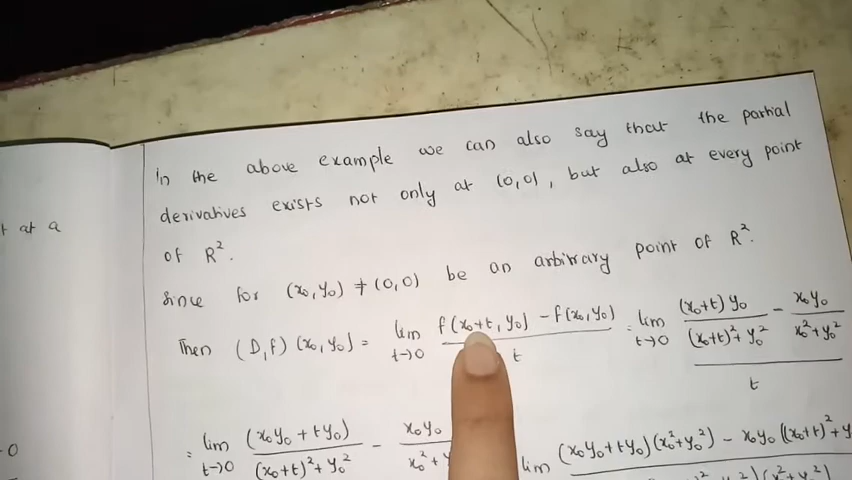 t at a
In the above example we can also say that the partial
derivatives exists not only at (0,0), but also at every point
of R².
Since for (x₀,y₀) ≠ (0,0) be an arbitrary point of R².
Then (D₁f)(x₀,y₀) = lim t→0 f(x₀+t, y₀) - f(x₀,y₀) / t = lim t→0 (x₀+t)y₀ / (x₀+t)²+y₀² - x₀y₀ / x₀²+y₀² / t
= lim t→0 (x₀y₀+ty₀) / (x₀+t)²+y₀² - x₀y₀ / x₀²+ lim (x₀y₀+ty₀)(x₀²+y₀²) - x₀y₀((x₀+t)²+